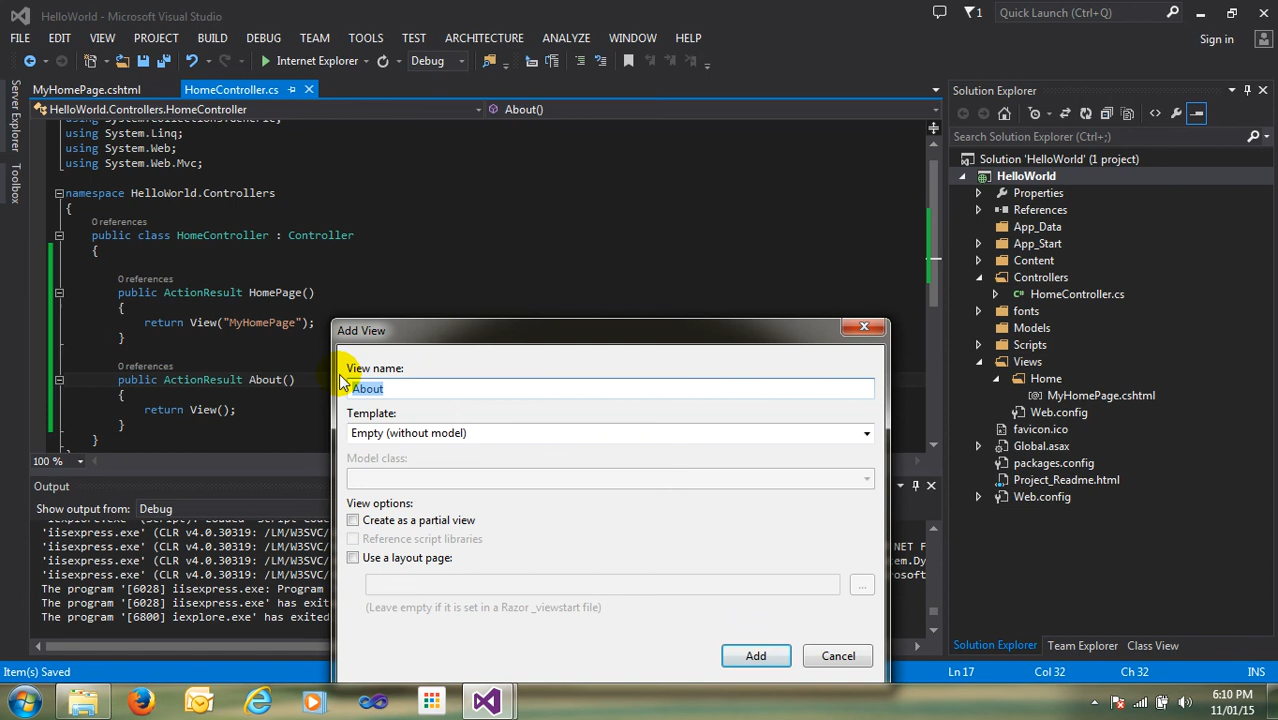 HelloWorld - Microsoft Visual Studio
1
Quick Launch (Ctrl+Q)
FILE EDIT VIEW PROJECT BUILD DEBUG TEAM TOOLS TEST ARCHITECTURE ANALYZE WINDOW HELP
Sign in
Internet Explorer
Debug
Server Explorer
Toolbox
MyHomePage.cshtml
HomeController.cs
HelloWorld.Controllers.HomeController
About()
using System.Collections.Generic;
using System.Linq;
using System.Web;
using System.Web.Mvc;
namespace HelloWorld.Controllers
{
0 references
public class HomeController : Controller
{
0 references
public ActionResult HomePage()
{
return View("MyHomePage");
}
0 references
public ActionResult About()
{
return View();
}
}
100 %
Add View
View name:
About
Template:
Empty (without model)
Model class:
View options:
Create as a partial view
Reference script libraries
Use a layout page:
...
(Leave empty if it is set in a Razor _viewstart file)
Add
Cancel
Output
Show output from: Debug
'iisexpress.exe' (CLR v4.0.30319: /LM/W3SVC/
'iisexpress.exe' (CLR v4.0.30319: /LM/W3SVC/
'iisexpress.exe' (CLR v4.0.30319: /LM/W3SVC/
The program '[6028] iisexpress.exe: Program
The program '[6028] iisexpress.exe' has exit
The program '[6800] iexplore.exe' has exited
Solution Explorer
Search Solution Explorer (Ctrl+;)
Solution 'HelloWorld' (1 project)
HelloWorld
Properties
References
App_Data
App_Start
Content
Controllers
HomeController.cs
fonts
Models
Scripts
Views
Home
MyHomePage.cshtml
Web.config
favicon.ico
Global.asax
packages.config
Project_Readme.html
Web.config
Solution Explorer
Team Explorer
Class View
Item(s) Saved
Ln 17
Col 32
Ch 32
INS
6:10 PM
11/01/15